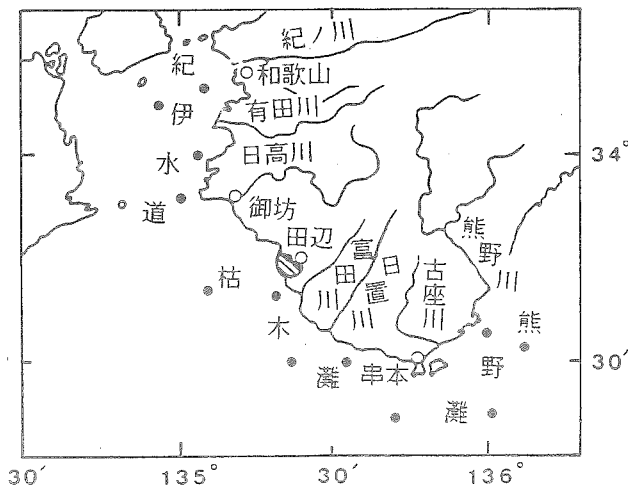 紀ノ川
和歌山
有田川
日高川
御坊
田辺
富田川
日置川
古座川
熊野川
串本
紀伊水道
枯木灘
熊野灘
34°
30′
30′
135°
30′
136°